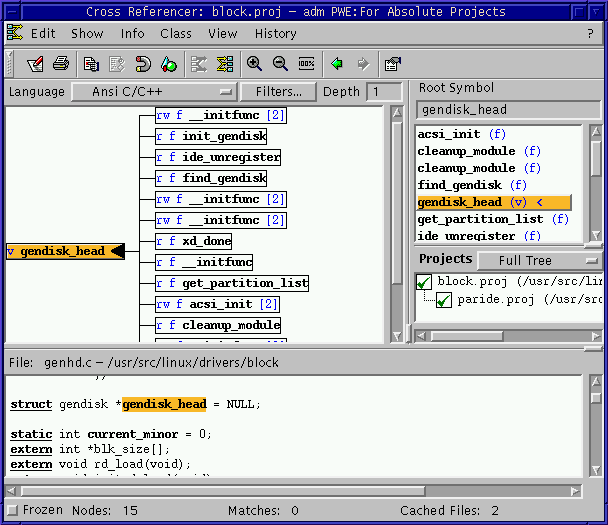 Cross Referencer: block.proj – adm PWE:For Absolute Projects
Edit Show Info Class View History ?
100%
Language Ansi C/C++ Filters... Depth 1
rw f __initfunc [2]
r f init_gendisk
r f ide_unregister
r f find_gendisk
rw f __initfunc [2]
rw f __initfunc [2]
r f xd_done
v gendisk_head
r f __initfunc
r f get_partition_list
rw f acsi_init [2]
r f cleanup_module
Root Symbol
gendisk_head
acsi_init (f)
cleanup_module (f)
cleanup_module (f)
find_gendisk (f)
gendisk_head (v) <
get_partition_list (f)
ide_unregister (f)
Projects Full Tree
block.proj (/usr/src/lin
paride.proj (/usr/src
File: genhd.c – /usr/src/linux/drivers/block
struct gendisk *gendisk_head = NULL;
static int current_minor = 0;
extern int *blk_size[];
extern void rd_load(void);
Frozen Nodes: 15 Matches: 0 Cached Files: 2